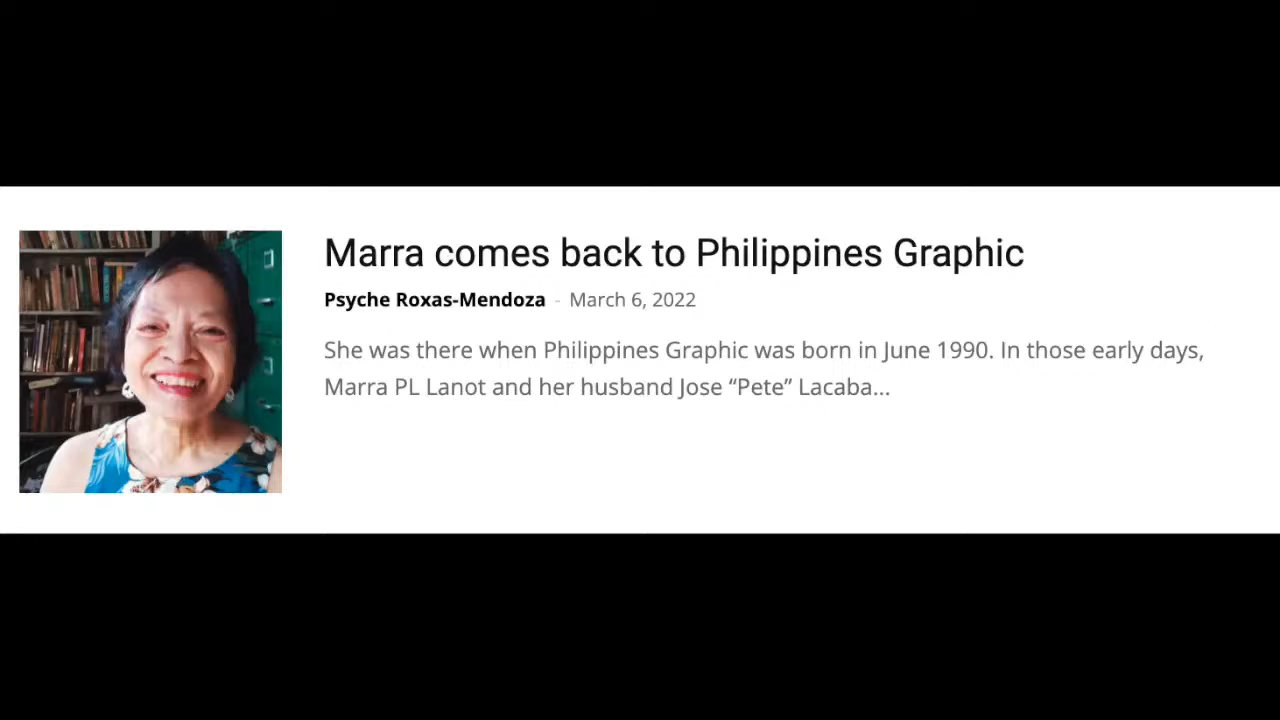 Marra comes back to Philippines Graphic
Psyche Roxas-Mendoza - March 6, 2022
She was there when Philippines Graphic was born in June 1990. In those early days,
Marra PL Lanot and her husband Jose “Pete” Lacaba...